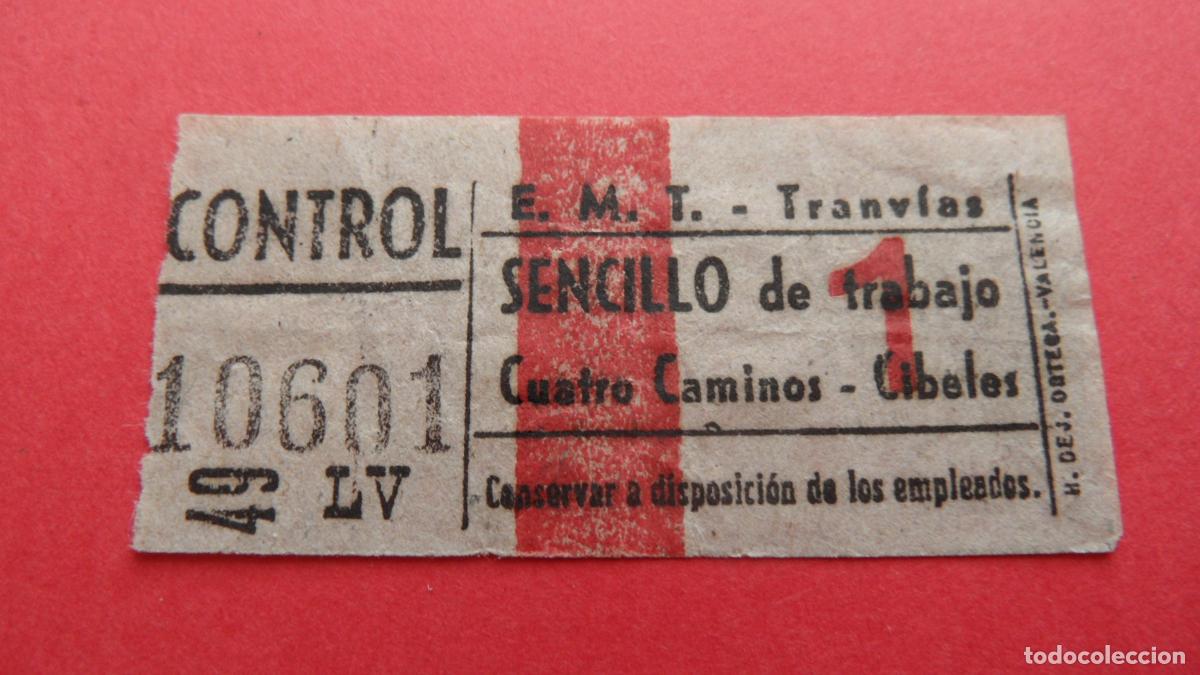 CONTROL
10601
49 LV
E. M. T. - Tranvías
SENCILLO de trabajo
1
Cuatro Caminos - Cibeles
Conservar a disposición de los empleados.
H. DE J. ORTEGA.-VALENCIA
todocoleccion